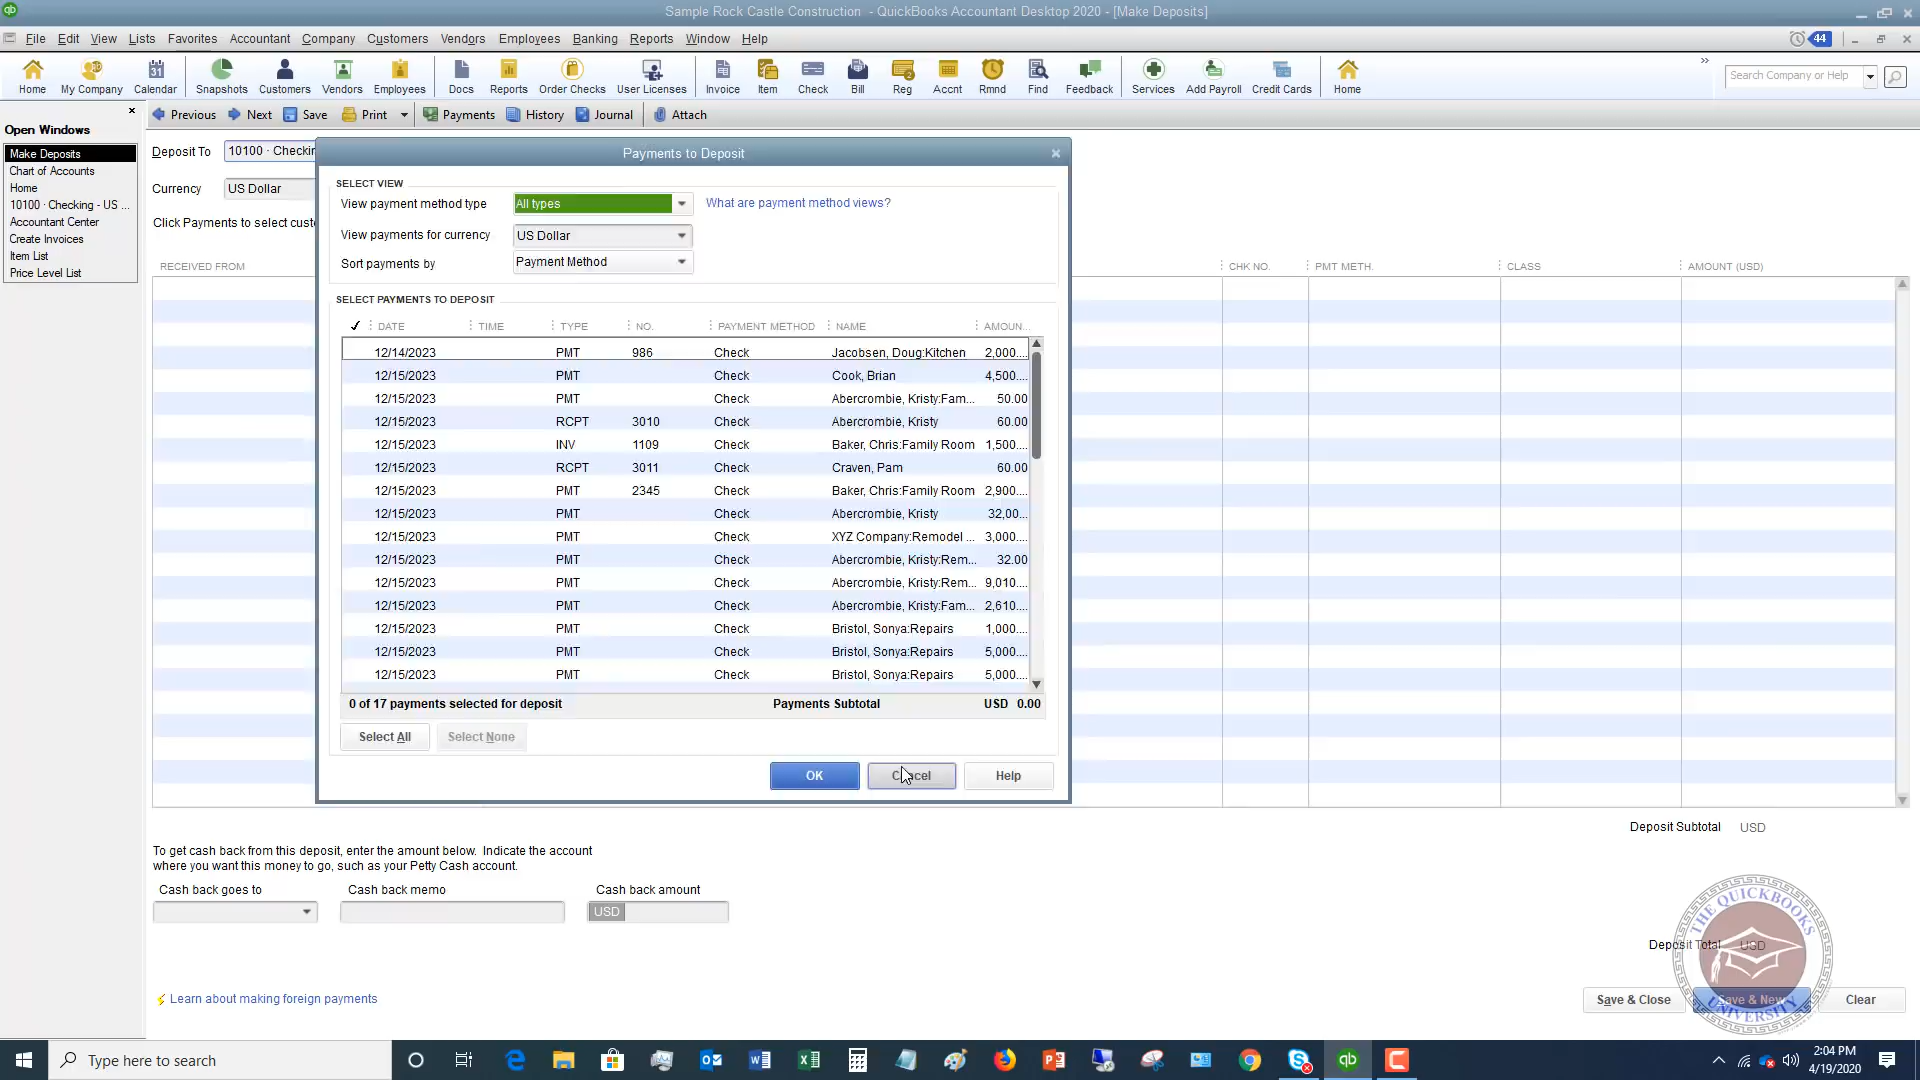 Sample Rock Castle Construction - QuickBooks Accountant Desktop 2020 - [Make Deposits]
File Edit View Lists Favorites Accountant Company Customers Vendors Employees Banking Reports Window Help
44
Home My Company Calendar Snapshots Customers Vendors Employees Docs Reports Order Checks User Licenses Invoice Item Check Bill Reg Accnt Rmnd Find Feedback Services Add Payroll Credit Cards Home
Search Company or Help
Previous Next Save Print Payments History Journal Attach
Open Windows
Make Deposits
Chart of Accounts
Home
10100 · Checking - US ...
Accountant Center
Create Invoices
Item List
Price Level List
Deposit To 10100 · Checkin
Currency US Dollar
Click Payments to select custo
RECEIVED FROM CHK NO. PMT METH. CLASS AMOUNT (USD)
Payments to Deposit
SELECT VIEW
View payment method type All types What are payment method views?
View payments for currency US Dollar
Sort payments by Payment Method
SELECT PAYMENTS TO DEPOSIT
✓ DATE TIME TYPE NO. PAYMENT METHOD NAME AMOUN...
12/14/2023 PMT 986 Check Jacobsen, Doug:Kitchen 2,000....
12/15/2023 PMT Check Cook, Brian 4,500....
12/15/2023 PMT Check Abercrombie, Kristy:Fam... 50.00
12/15/2023 RCPT 3010 Check Abercrombie, Kristy 60.00
12/15/2023 INV 1109 Check Baker, Chris:Family Room 1,500....
12/15/2023 RCPT 3011 Check Craven, Pam 60.00
12/15/2023 PMT 2345 Check Baker, Chris:Family Room 2,900....
12/15/2023 PMT Check Abercrombie, Kristy 32,00...
12/15/2023 PMT Check XYZ Company:Remodel ... 3,000....
12/15/2023 PMT Check Abercrombie, Kristy:Rem... 32.00
12/15/2023 PMT Check Abercrombie, Kristy:Rem... 9,010....
12/15/2023 PMT Check Abercrombie, Kristy:Fam... 2,610....
12/15/2023 PMT Check Bristol, Sonya:Repairs 1,000....
12/15/2023 PMT Check Bristol, Sonya:Repairs 5,000....
12/15/2023 PMT Check Bristol, Sonya:Repairs 5,000....
0 of 17 payments selected for deposit Payments Subtotal USD 0.00
Select All Select None
OK Cancel Help
Deposit Subtotal USD
To get cash back from this deposit, enter the amount below. Indicate the account
where you want this money to go, such as your Petty Cash account.
Cash back goes to Cash back memo Cash back amount
USD
Deposit Total USD
THE QUICKBOOKS UNIVERSITY
Learn about making foreign payments
Save & Close Save & New Clear
Type here to search
2:04 PM
4/19/2020